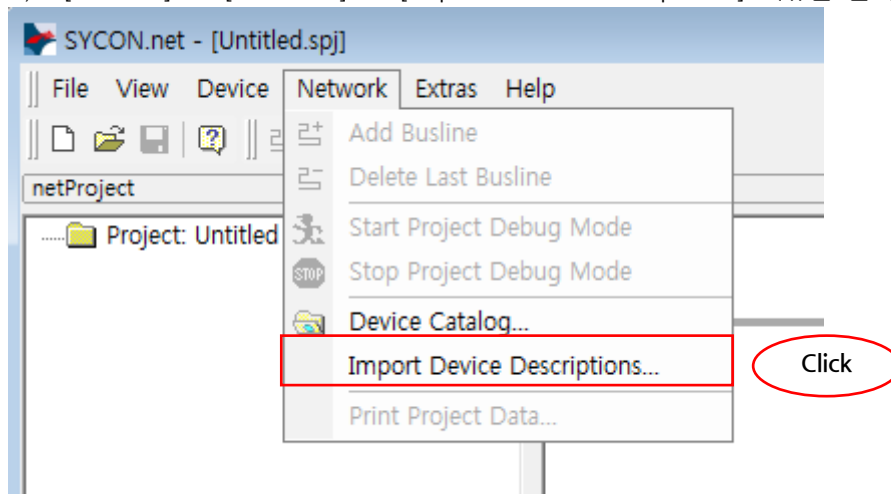 SYCON.net - [Untitled.spj]
File View Device Network Extras Help
Add Busline
netProject
Delete Last Busline
Project: Untitled
Start Project Debug Mode
STOP Stop Project Debug Mode
Device Catalog...
Import Device Descriptions...
Click
Print Project Data...